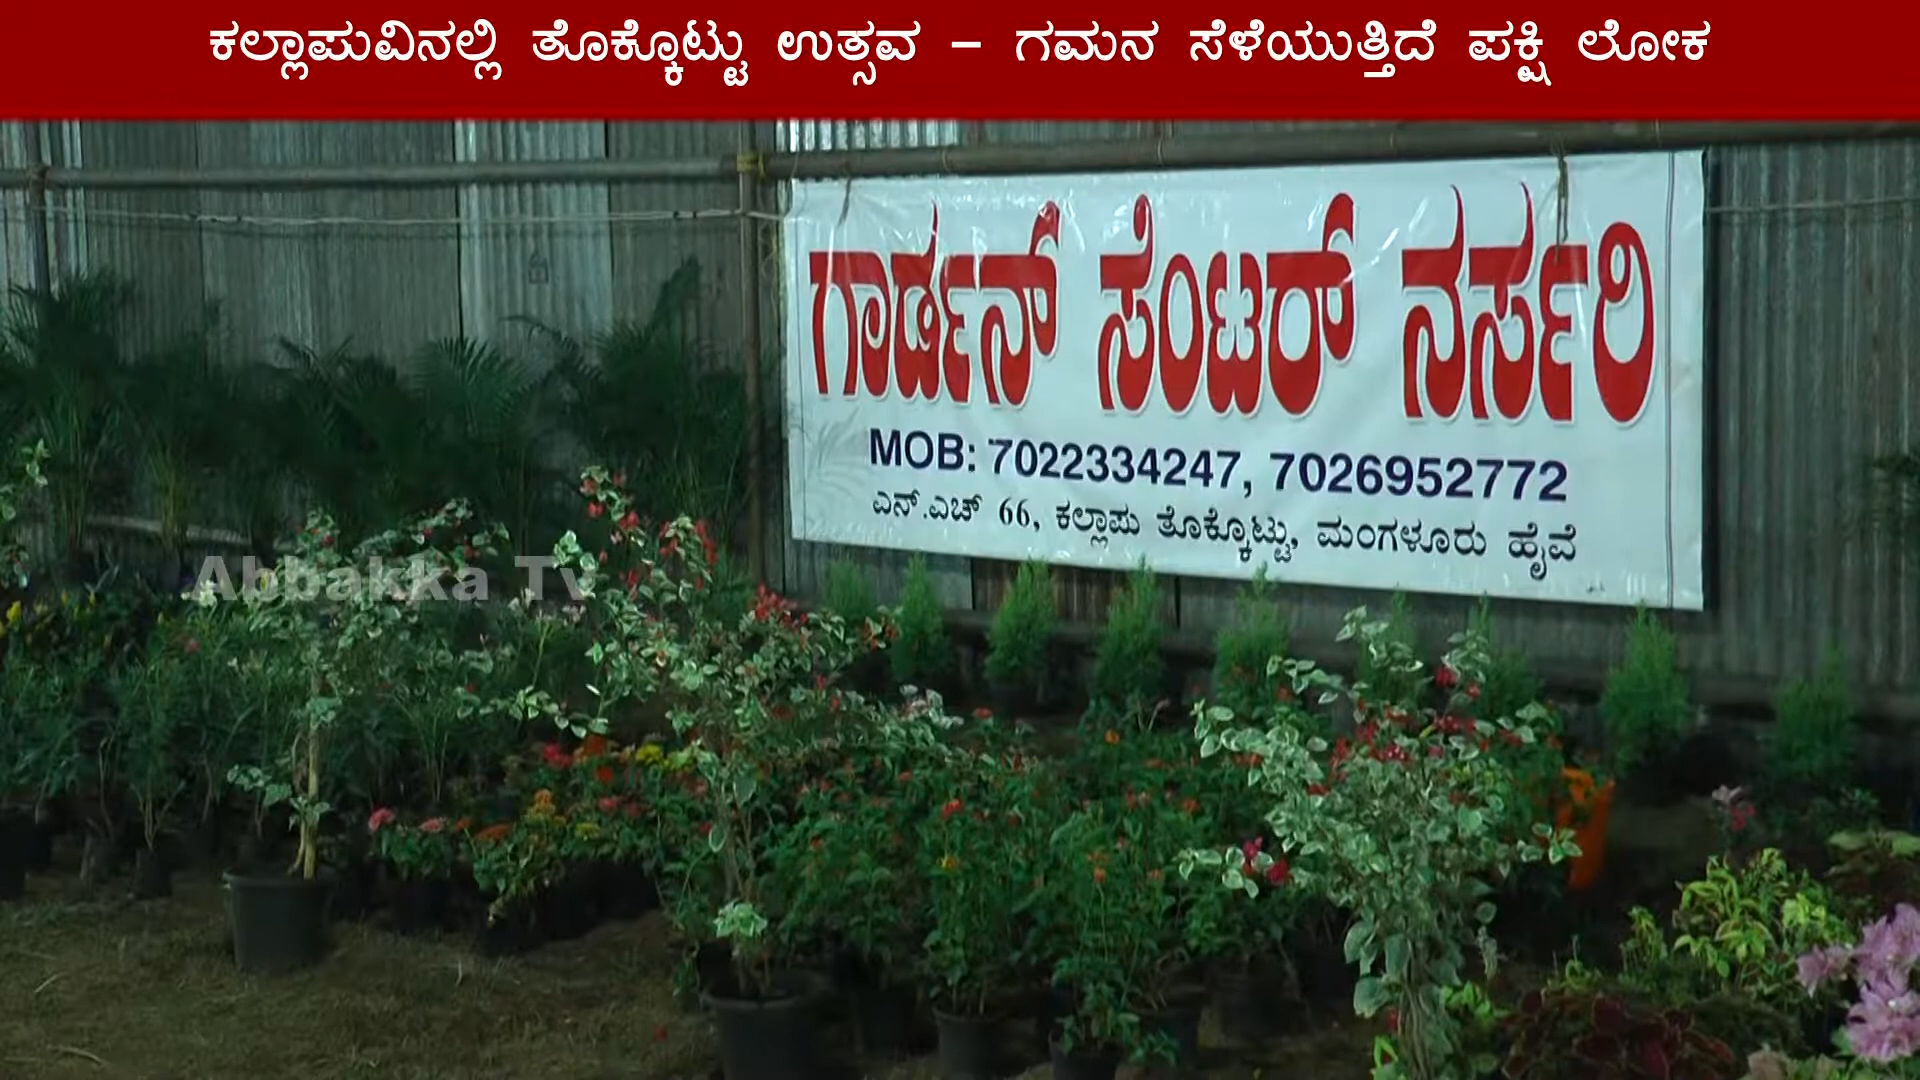 ಕಲ್ಲಾಪುವಿನಲ್ಲಿ ತೊಕ್ಕೊಟ್ಟು ಉತ್ಸವ – ಗಮನ ಸೆಳೆಯುತ್ತಿದೆ ಪಕ್ಷಿ ಲೋಕ
ಗಾರ್ಡನ್ ಸೆಂಟರ್ ನರ್ಸರಿ
MOB: 7022334247, 7026952772
ಎನ್.ಎಚ್ 66, ಕಲ್ಲಾಪು ತೊಕ್ಕೊಟ್ಟು, ಮಂಗಳೂರು ಹೈವೆ
Abbakka Tv